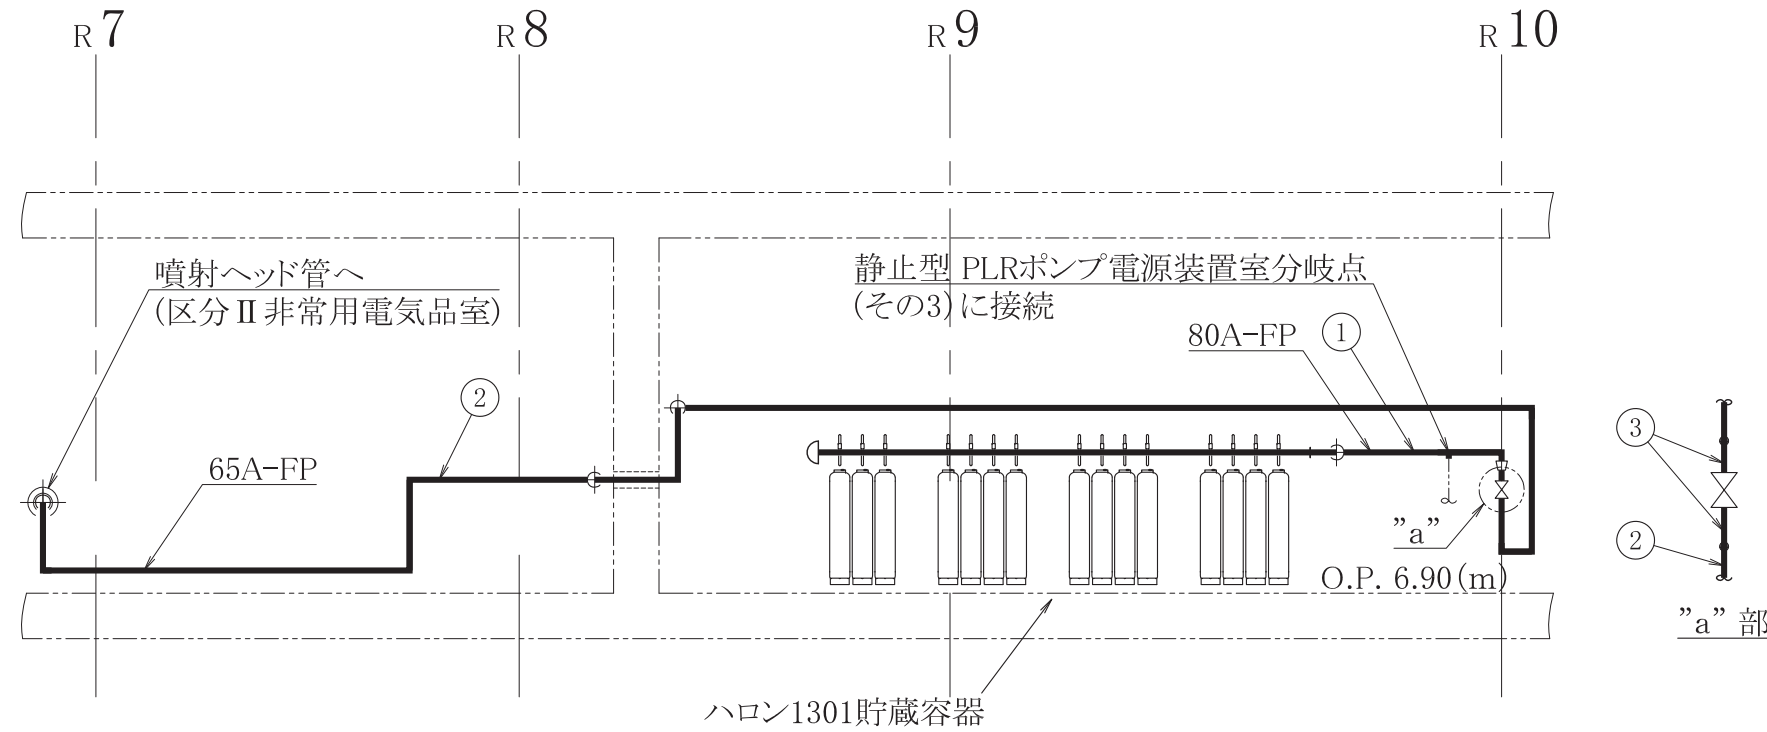 R7
R8
R9
R10
噴射ヘッド管へ
(区分Ⅱ非常用電気品室)
静止型 PLRポンプ電源装置室分岐点
(その3)に接続
80A-FP
1
2
65A-FP
3
2
"a"
O.P. 6.90(m)
"a" 部
ハロン1301貯蔵容器